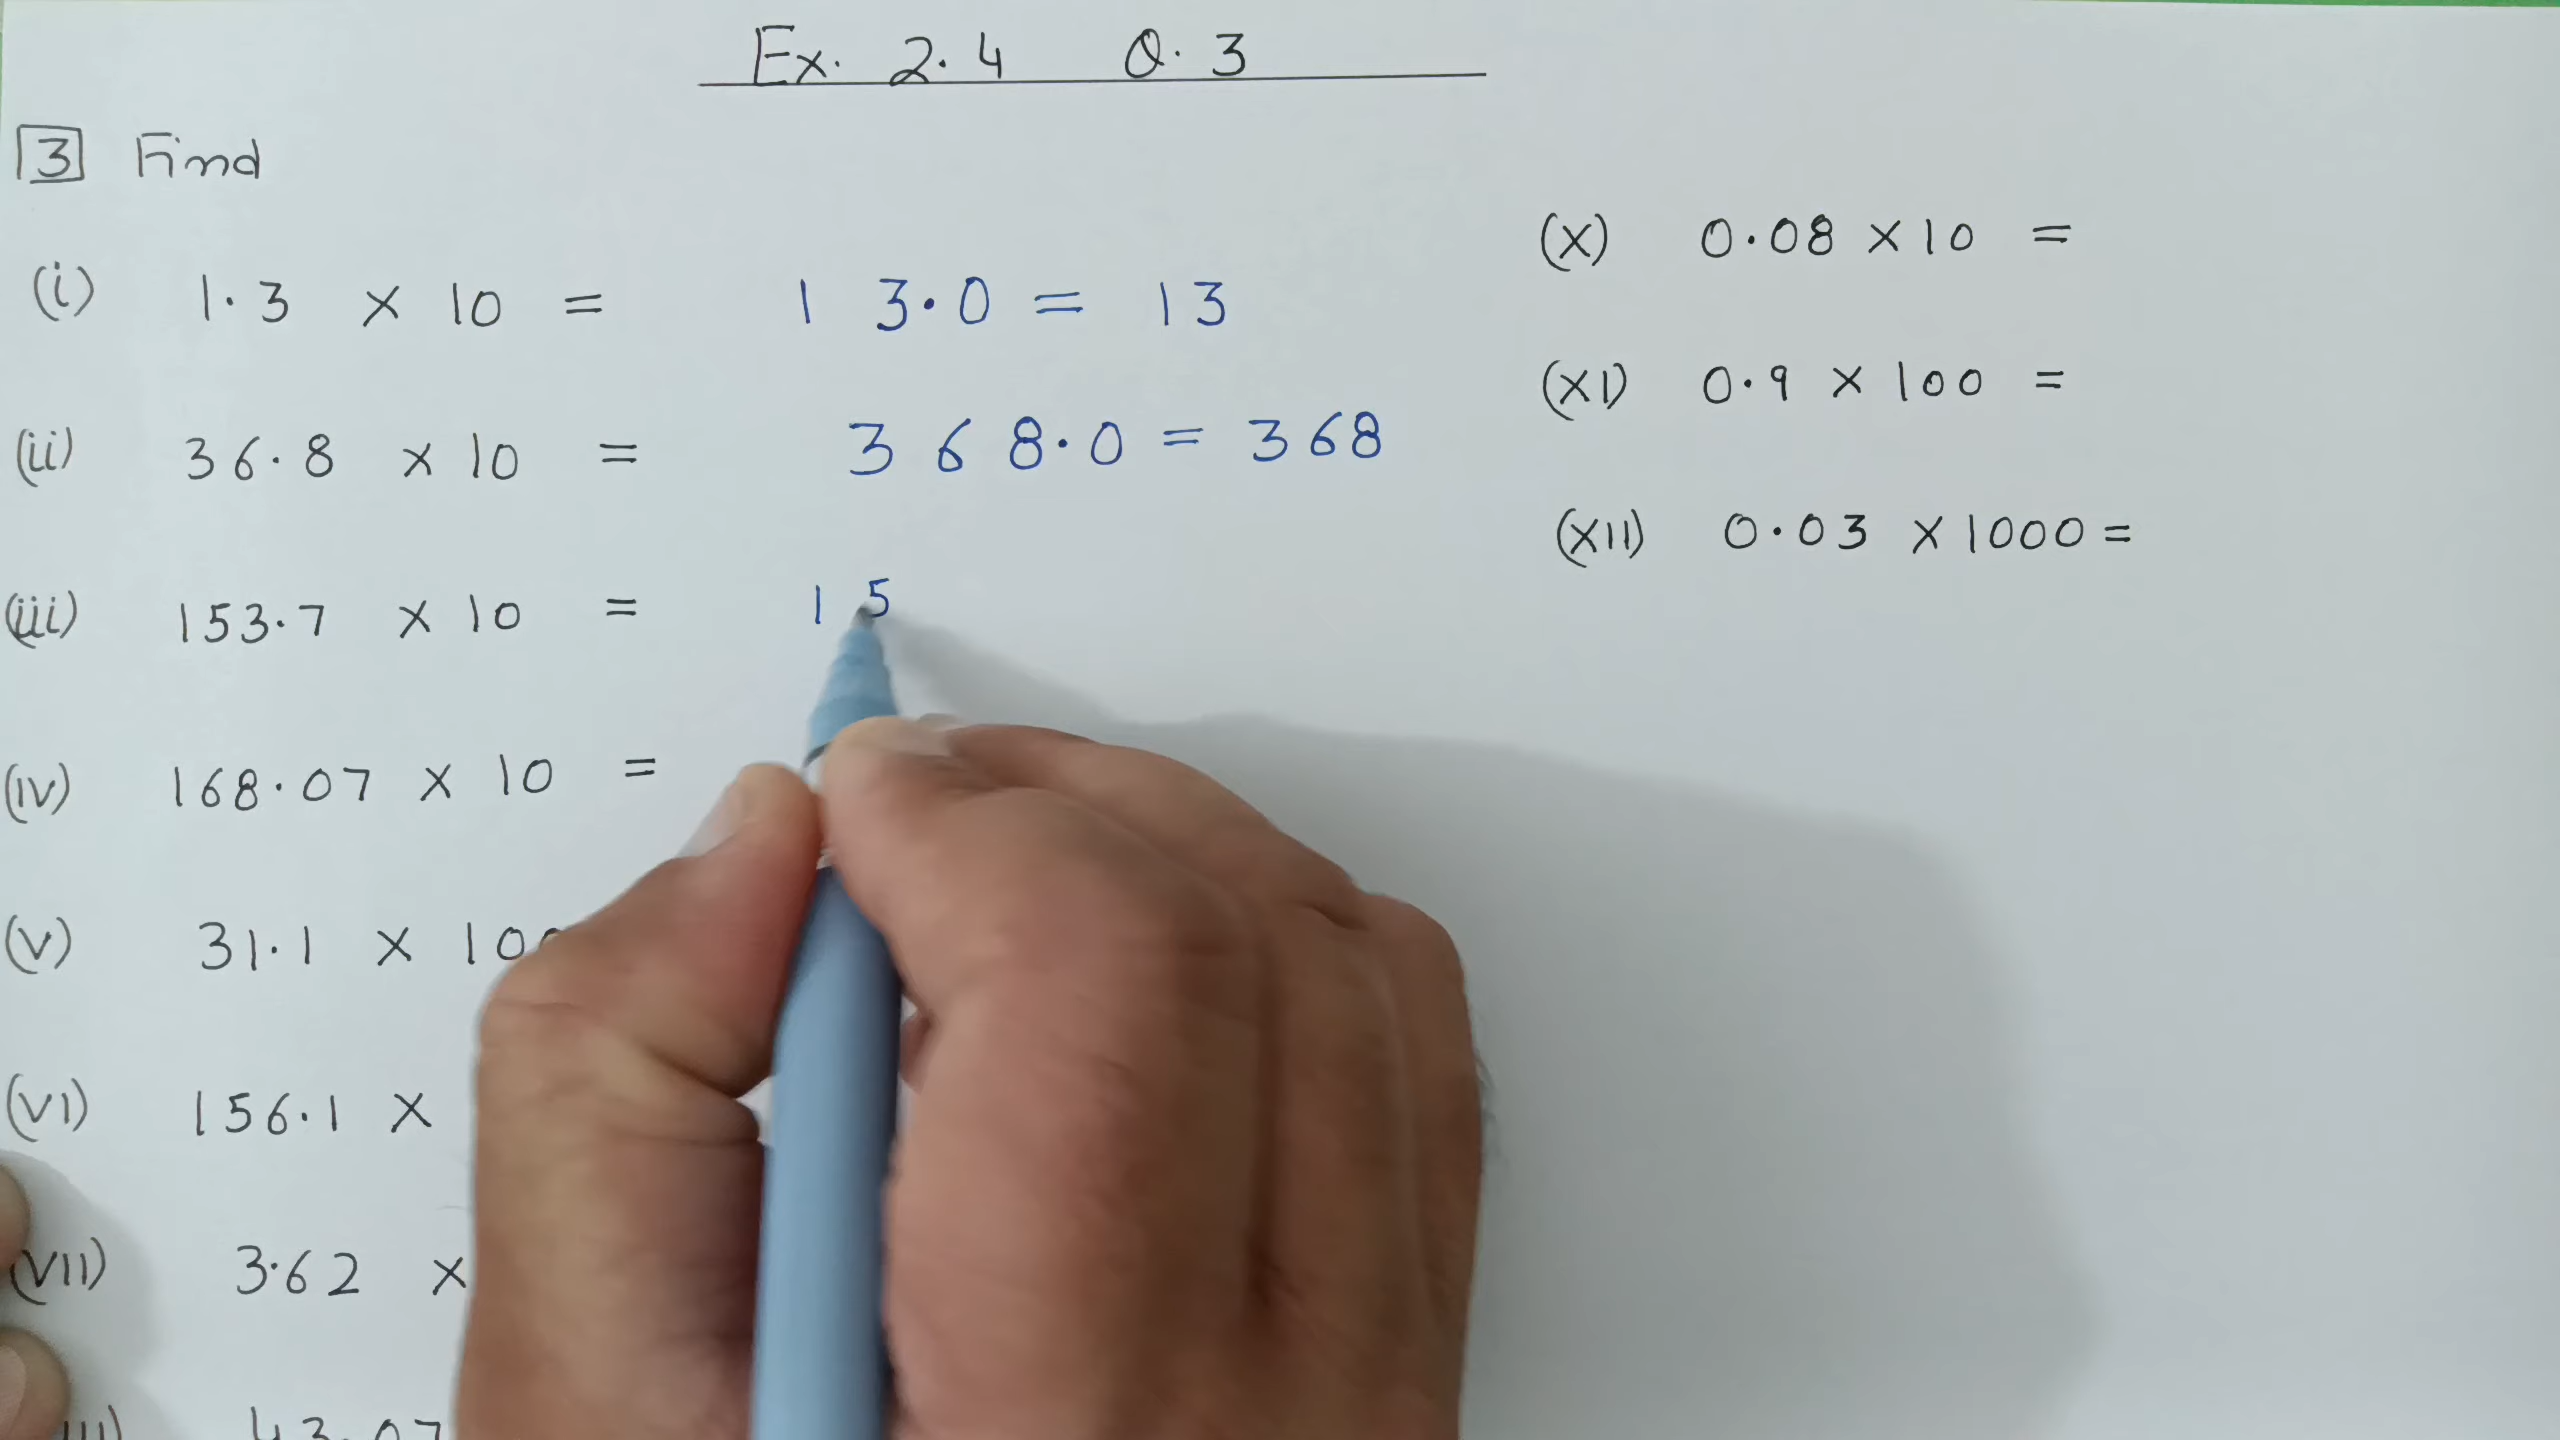 Ex. 2.4 Q.3
3 Find
(i) 1.3 × 10 = 1 3.0 = 13
(ii) 36.8 × 10 = 3 6 8.0 = 368
(iii) 153.7 × 10 = 1 5
(iv) 168.07 × 10 =
(v) 31.1 ×
(VI) 156.1 ×
(VII) 3.62 ×
43.07
(X) 0.08 × 10 =
(XI) 0.9 × 100 =
(XII) 0.03 × 1000 =